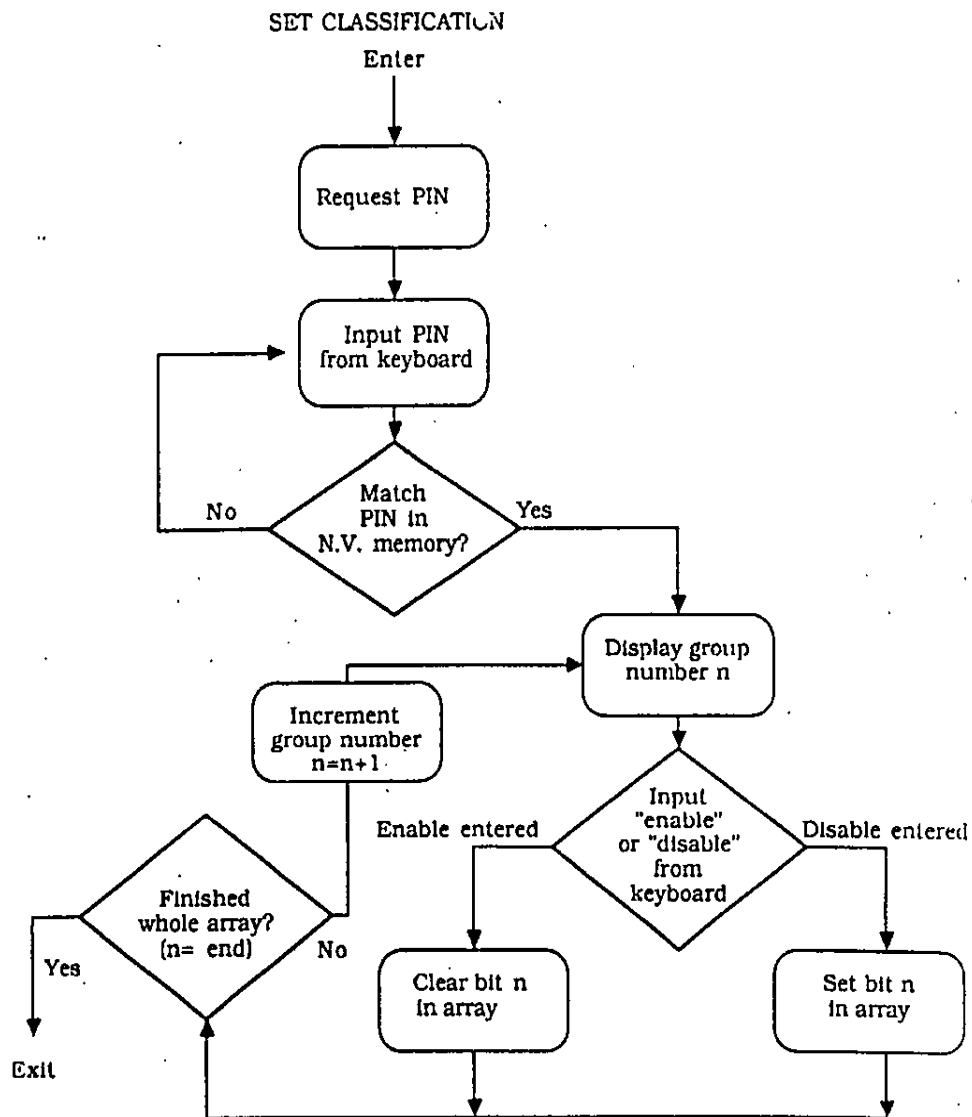 SET CLASSIFICATION
Enter
Request PIN
Input PIN
from keyboard
Match
PIN in
N.V. memory?
No
Yes
Display group
number n
Increment
group number
n=n+1
Input
"enable"
or "disable"
from
keyboard
Enable entered
Disable entered
Finished
whole array?
(n= end)
No
Yes
Clear bit n
in array
Set bit n
in array
Exit